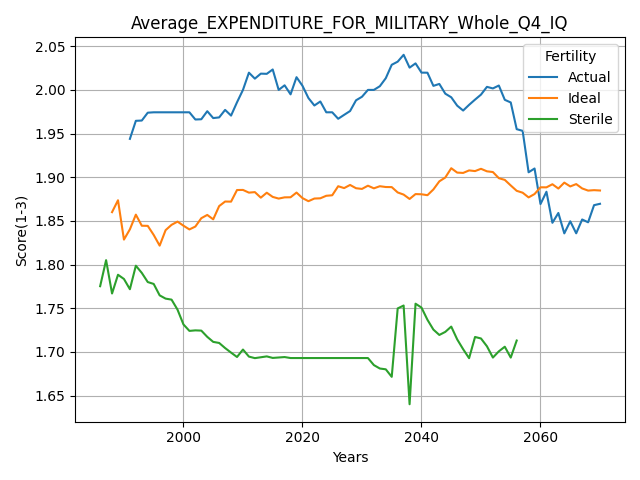 Average_EXPENDITURE_FOR_MILITARY_Whole_Q4_IQ
Fertility
Actual
Ideal
Sterile
Score(1-3)
2.05
2.00
1.95
1.90
1.85
1.80
1.75
1.70
1.65
2000
2020
2040
2060
Years